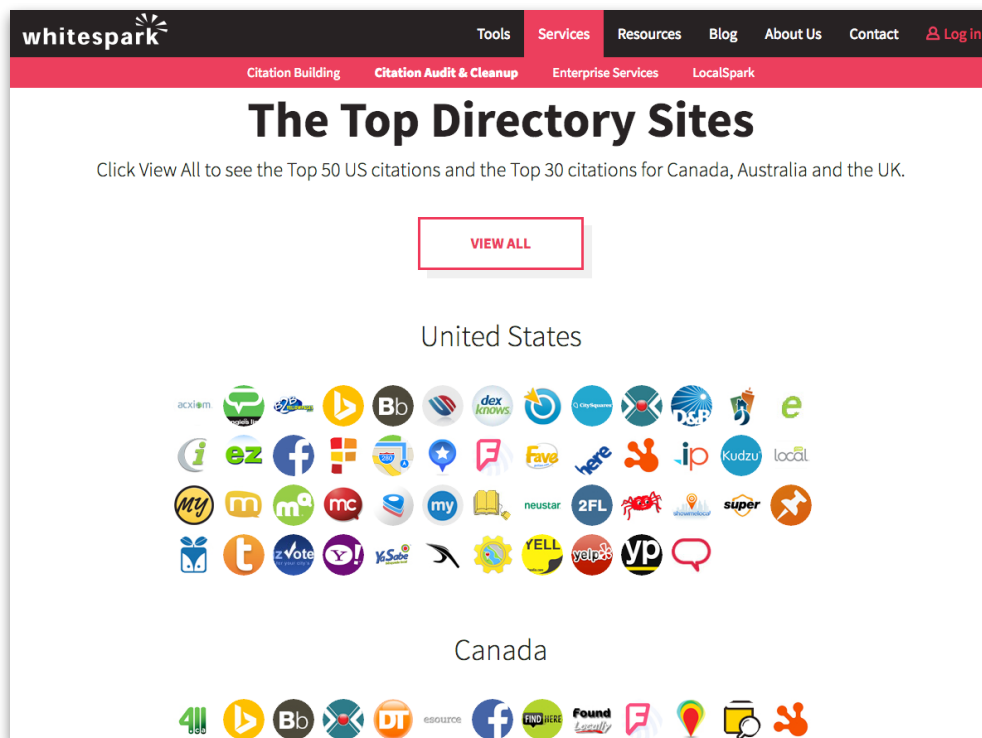 whitespark
Tools Services Resources Blog About Us Contact Log in
Citation Building Citation Audit & Cleanup Enterprise Services LocalSpark
The Top Directory Sites
Click View All to see the Top 50 US citations and the Top 30 citations for Canada, Australia and the UK.
VIEW ALL
United States
acxiom. b Bb dex knows. CitySquares D&B e
i ez f 280 F Fave here .ip Kudzu local
MY m m mc my neustar 2FL showmelocal super
t zVote Y! YaSabe YELL yelp yp
Canada
411 b Bb DT esource f FIND HERE Found Locally F